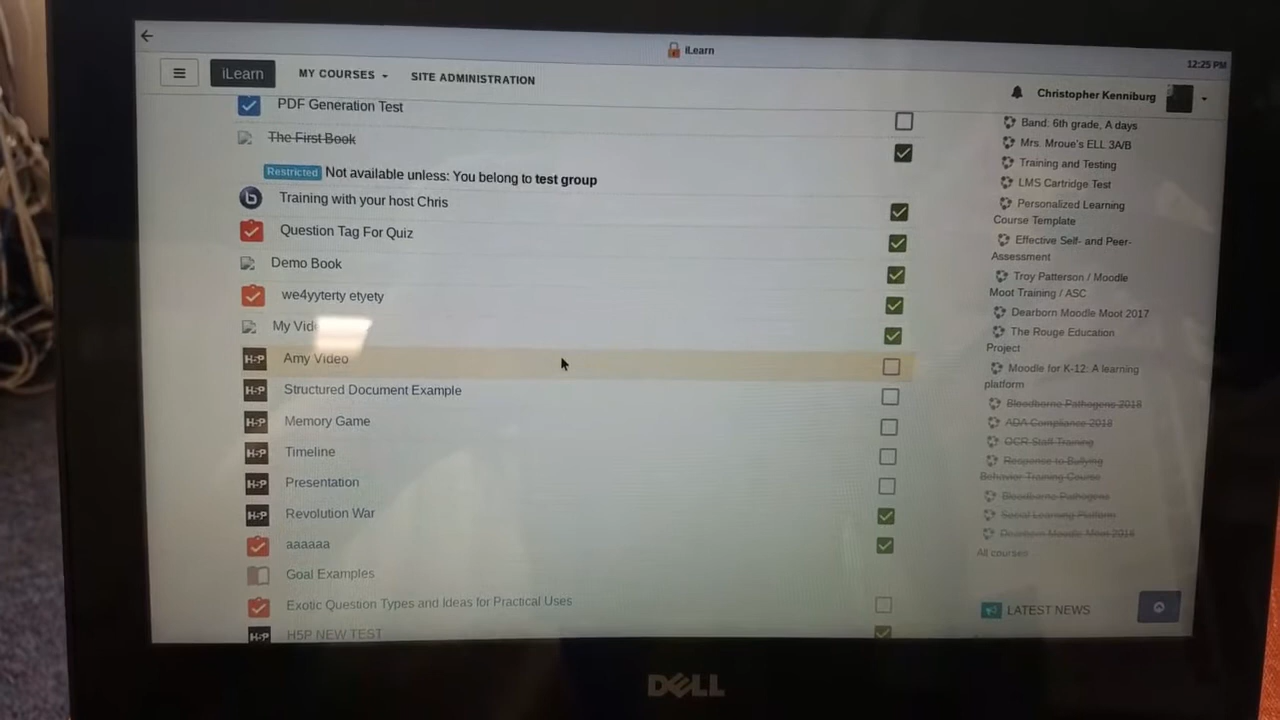 iLearn
12:25 PM
iLearn
MY COURSES
SITE ADMINISTRATION
Christopher Kenniburg
PDF Generation Test
The First Book
Restricted Not available unless: You belong to test group
Training with your host Chris
Question Tag For Quiz
Demo Book
we4yyterty etyety
My
H-P Amy Video
H-P Structured Document Example
H-P Memory Game
H-P Timeline
H-P Presentation
H-P Revolution War
aaaaaa
Goal Examples
Exotic Question Types and Ideas for Practical Uses
H-P H5P NEW TEST
Band: 6th grade, A days
Mrs. Mroue's ELL 3A/B
Training and Testing
LMS Cartridge Test
Personalized Learning
Course Template
Effective Self- and Peer-
Assessment
Troy Patterson / Moodle
Moot Training / ASC
Dearborn Moodle Moot 2017
The Rouge Education
Project
Moodle for K-12: A learning
platform
Bloodborne Pathogens 2018
ADA Compliance 2018
OCR Staff Training
Response to Bullying
Behavior Training Course
Bloodborne Pathogens
Social Learning Platform
Dearborn Moodle Moot 2016
All courses
LATEST NEWS
DELL